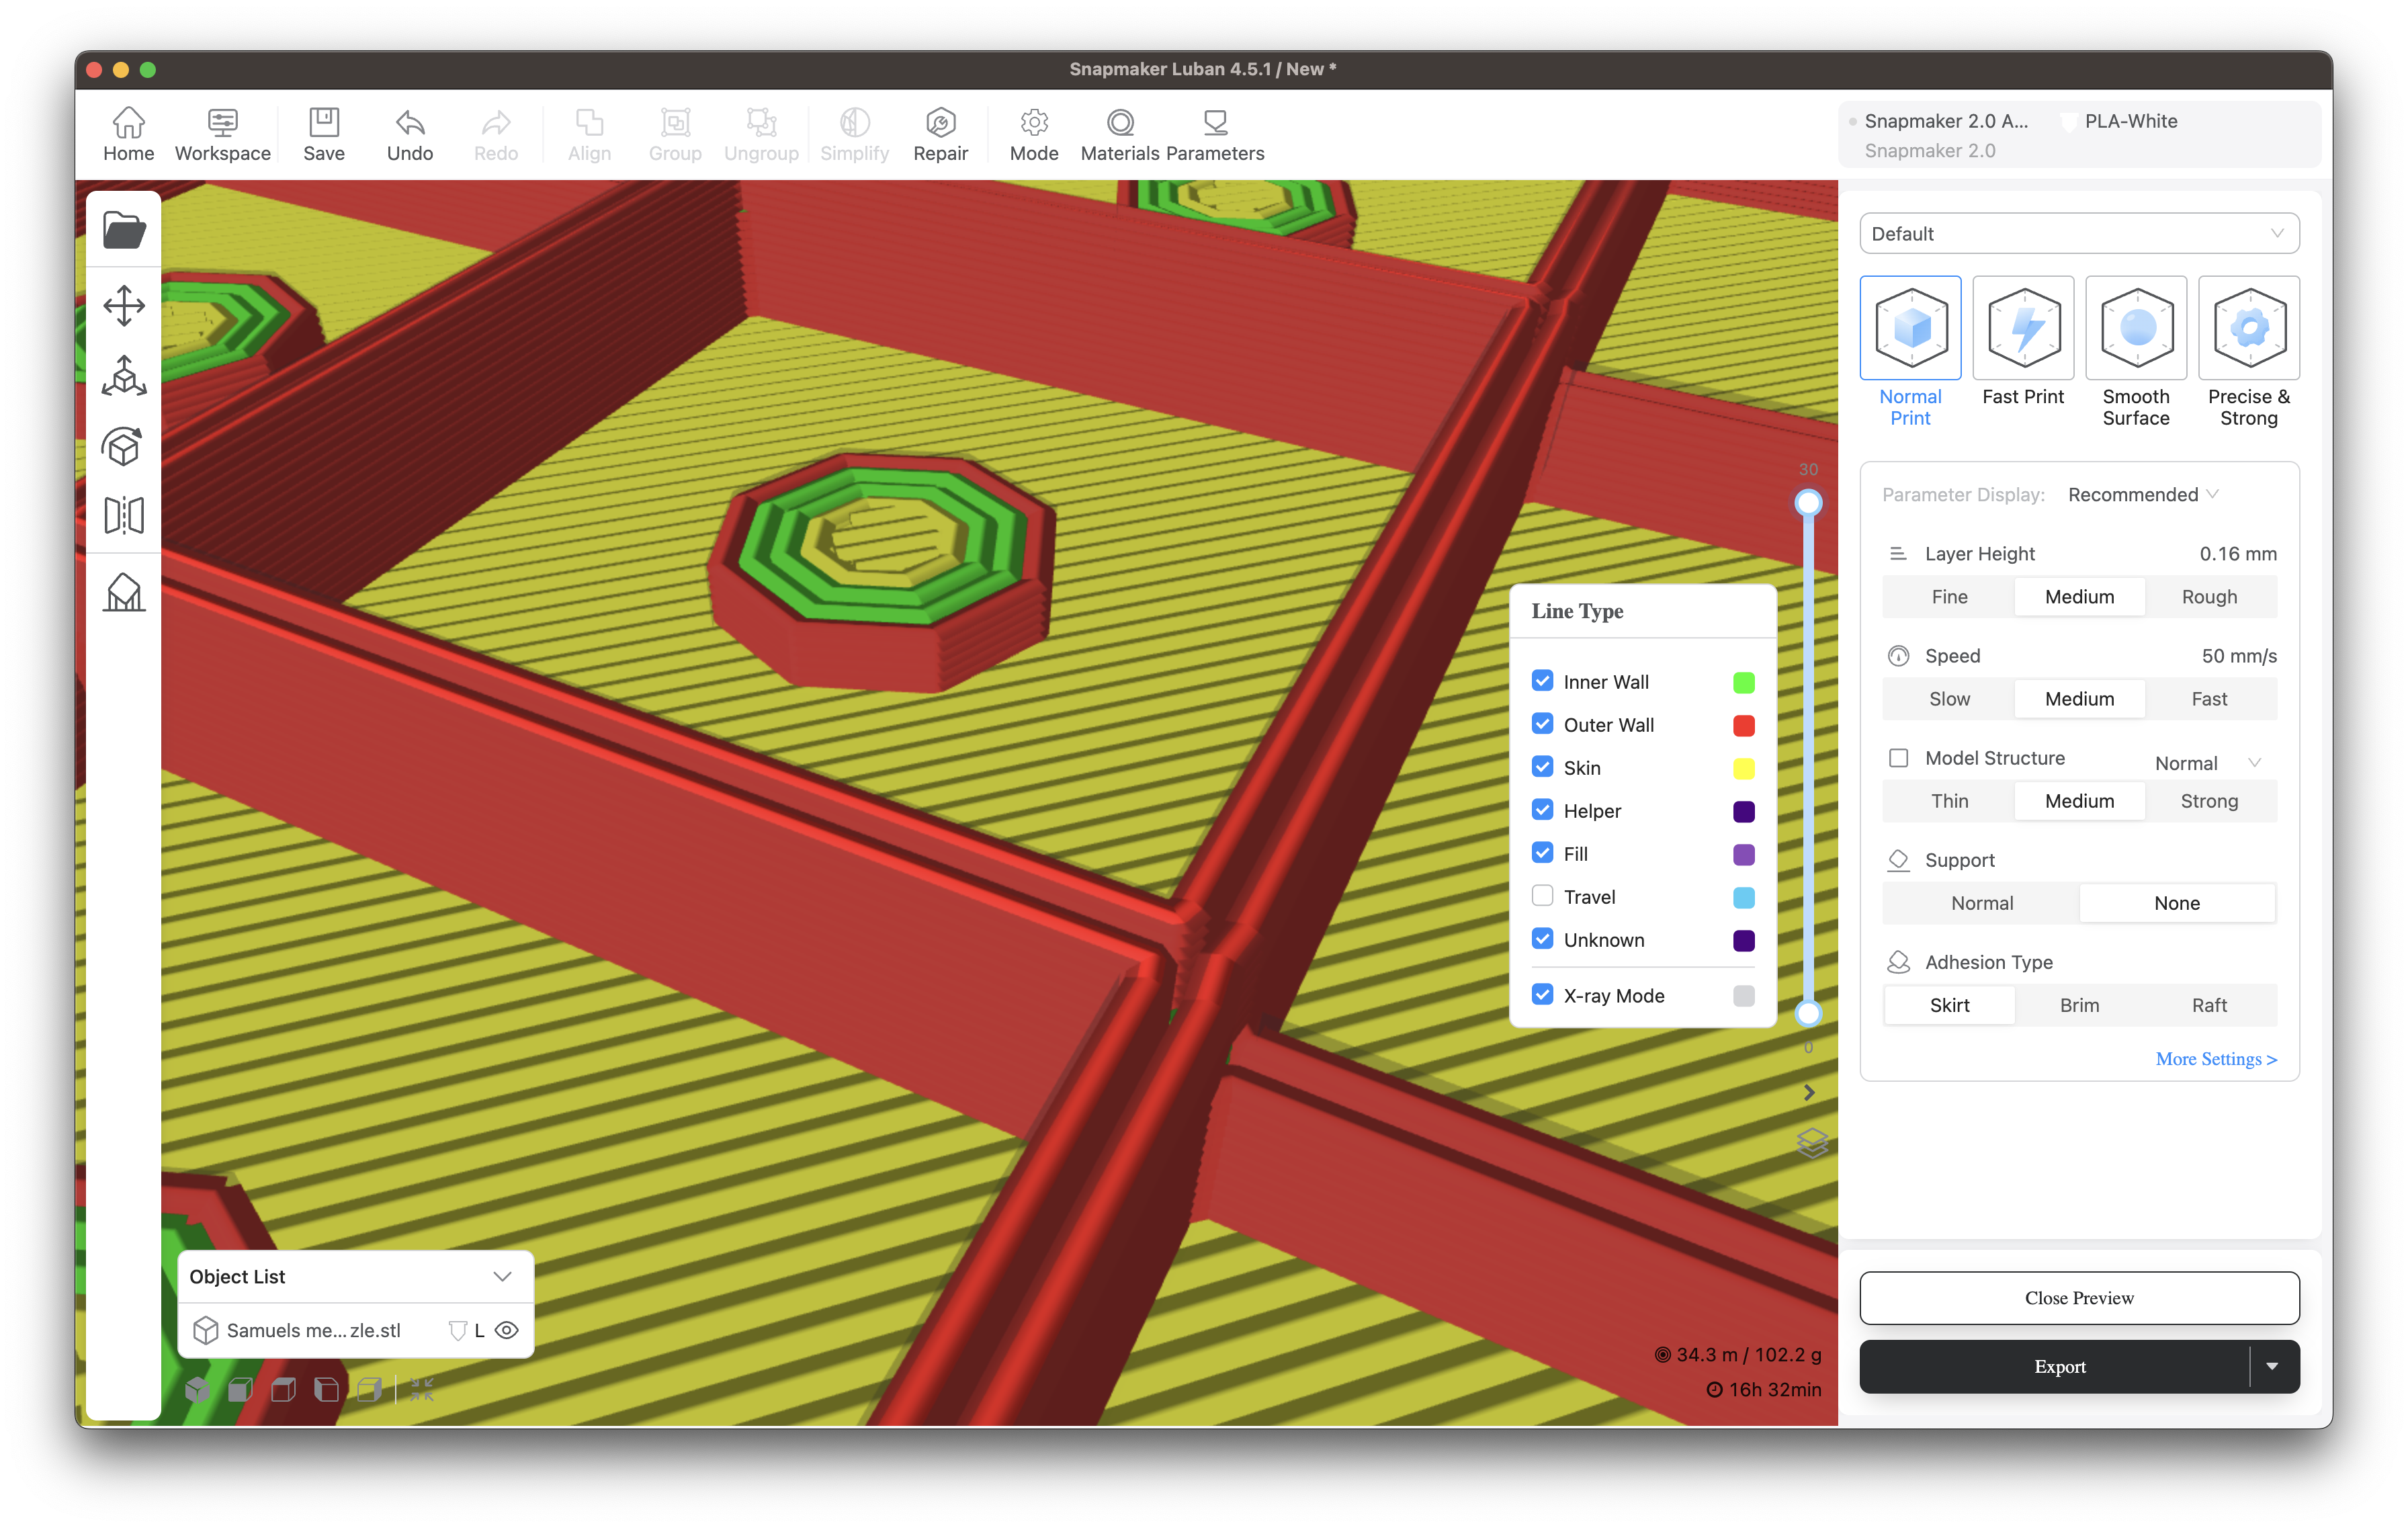 Snapmaker Luban 4.5.1 / New *
Home Workspace Save Undo Redo Align Group Ungroup Simplify Repair Mode Materials Parameters
Snapmaker 2.0 A... PLA-White
Snapmaker 2.0
Default
Normal Print
Fast Print
Smooth Surface
Precise & Strong
Parameter Display: Recommended
Layer Height 0.16 mm
Fine Medium Rough
Speed 50 mm/s
Slow Medium Fast
Model Structure Normal
Thin Medium Strong
Support
Normal None
Adhesion Type
Skirt Brim Raft
More Settings >
Close Preview
Export
30
0
Line Type
Inner Wall
Outer Wall
Skin
Helper
Fill
Travel
Unknown
X-ray Mode
Object List
Samuels me... zle.stl L
34.3 m / 102.2 g
16h 32min